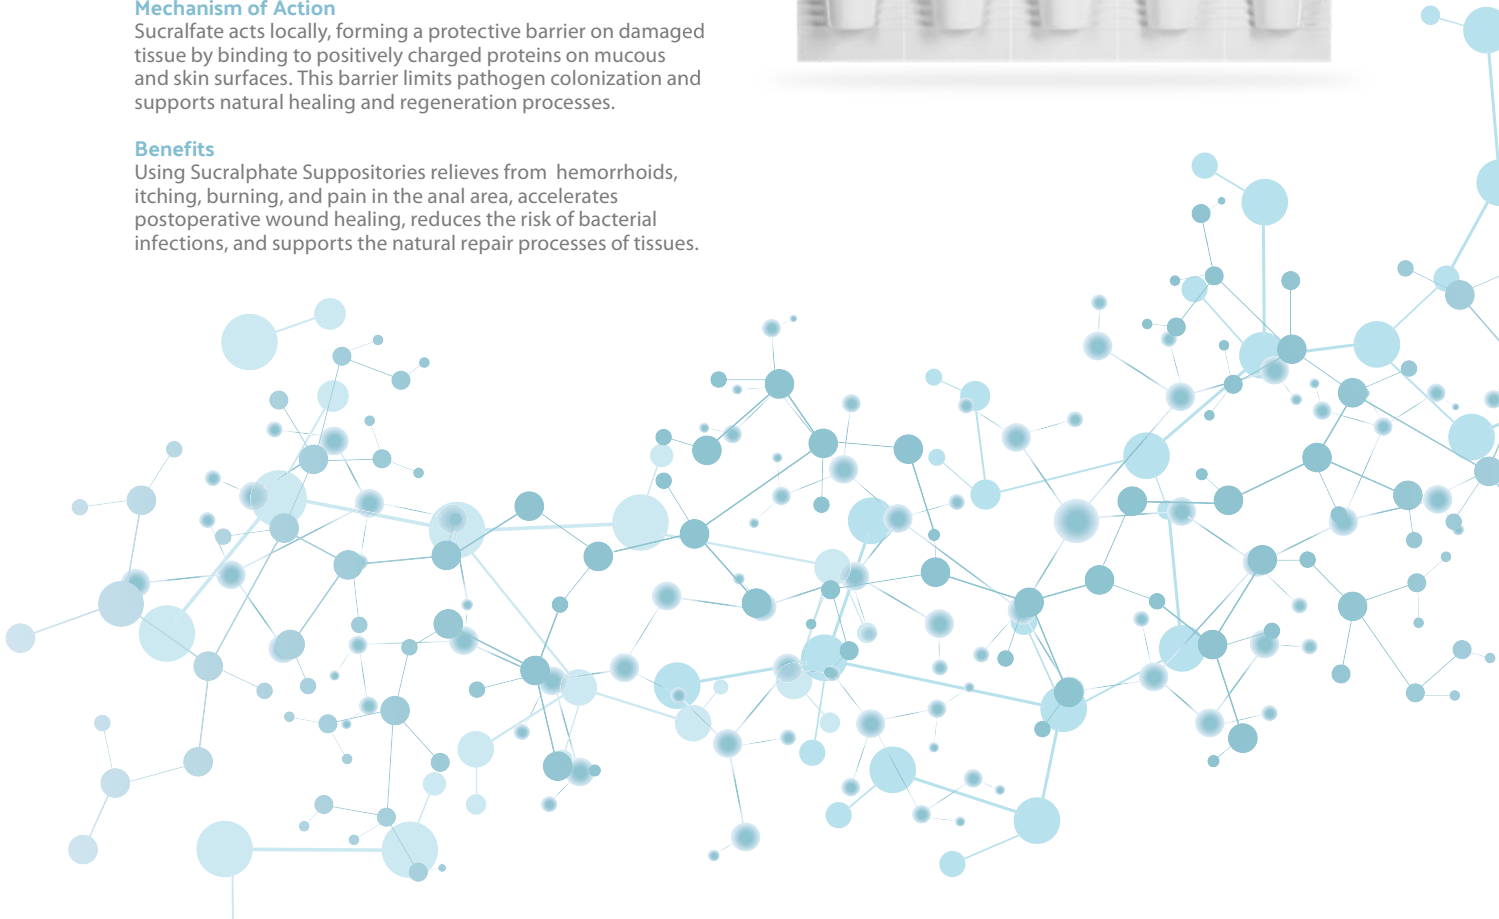 Mechanism of Action
Sucralfate acts locally, forming a protective barrier on damaged
tissue by binding to positively charged proteins on mucous
and skin surfaces. This barrier limits pathogen colonization and
supports natural healing and regeneration processes.
Benefits
Using Sucralphate Suppositories relieves from  hemorrhoids,
itching, burning, and pain in the anal area, accelerates
postoperative wound healing, reduces the risk of bacterial
infections, and supports the natural repair processes of tissues.